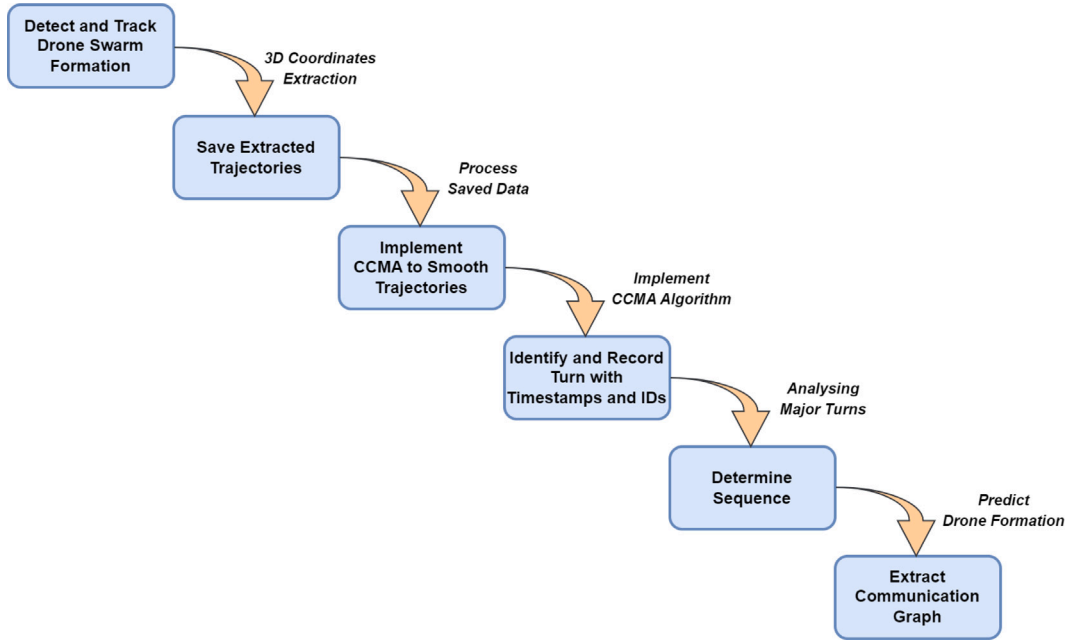 Detect and Track
Drone Swarm
Formation
3D Coordinates
Extraction
Save Extracted
Trajectories
Process
Saved Data
Implement
CCMA to Smooth
Trajectories
Implement
CCMA Algorithm
Identify and Record
Turn with
Timestamps and IDs
Analysing
Major Turns
Determine
Sequence
Predict
Drone Formation
Extract
Communication
Graph